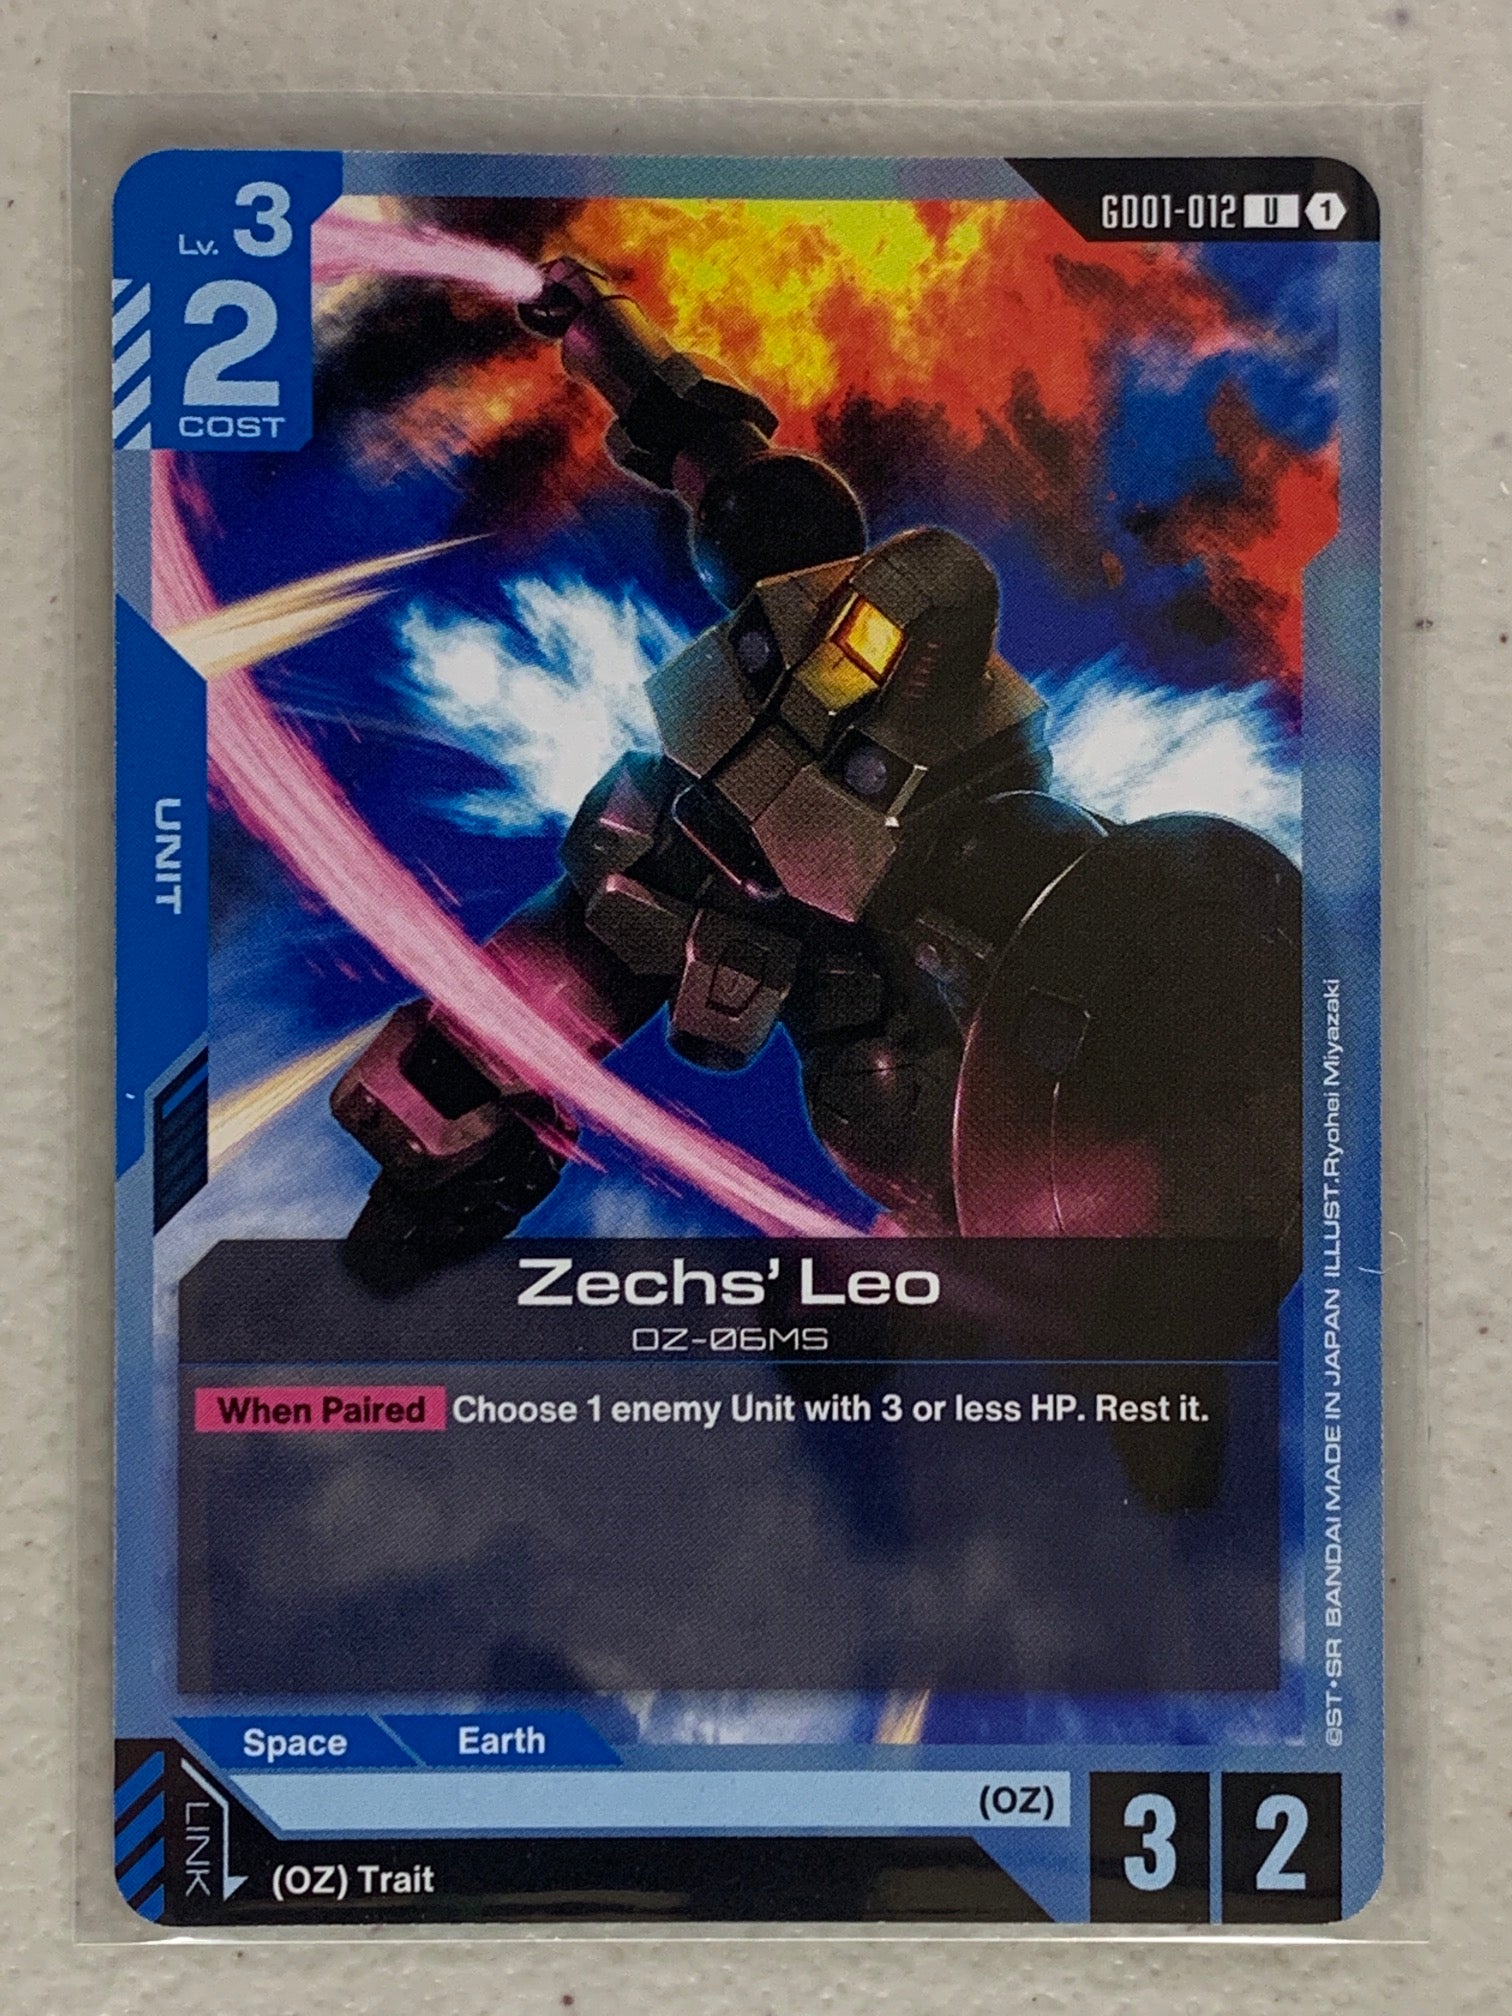 Lv. 3
2
COST
GD01-012 U 1
UNIT
Zechs' Leo
OZ-06MS
When Paired Choose 1 enemy Unit with 3 or less HP. Rest it.
©ST•SR BANDAI MADE IN JAPAN ILLUST.Ryohei Miyazaki
Space Earth
(OZ)
LINK
(OZ) Trait
3 2